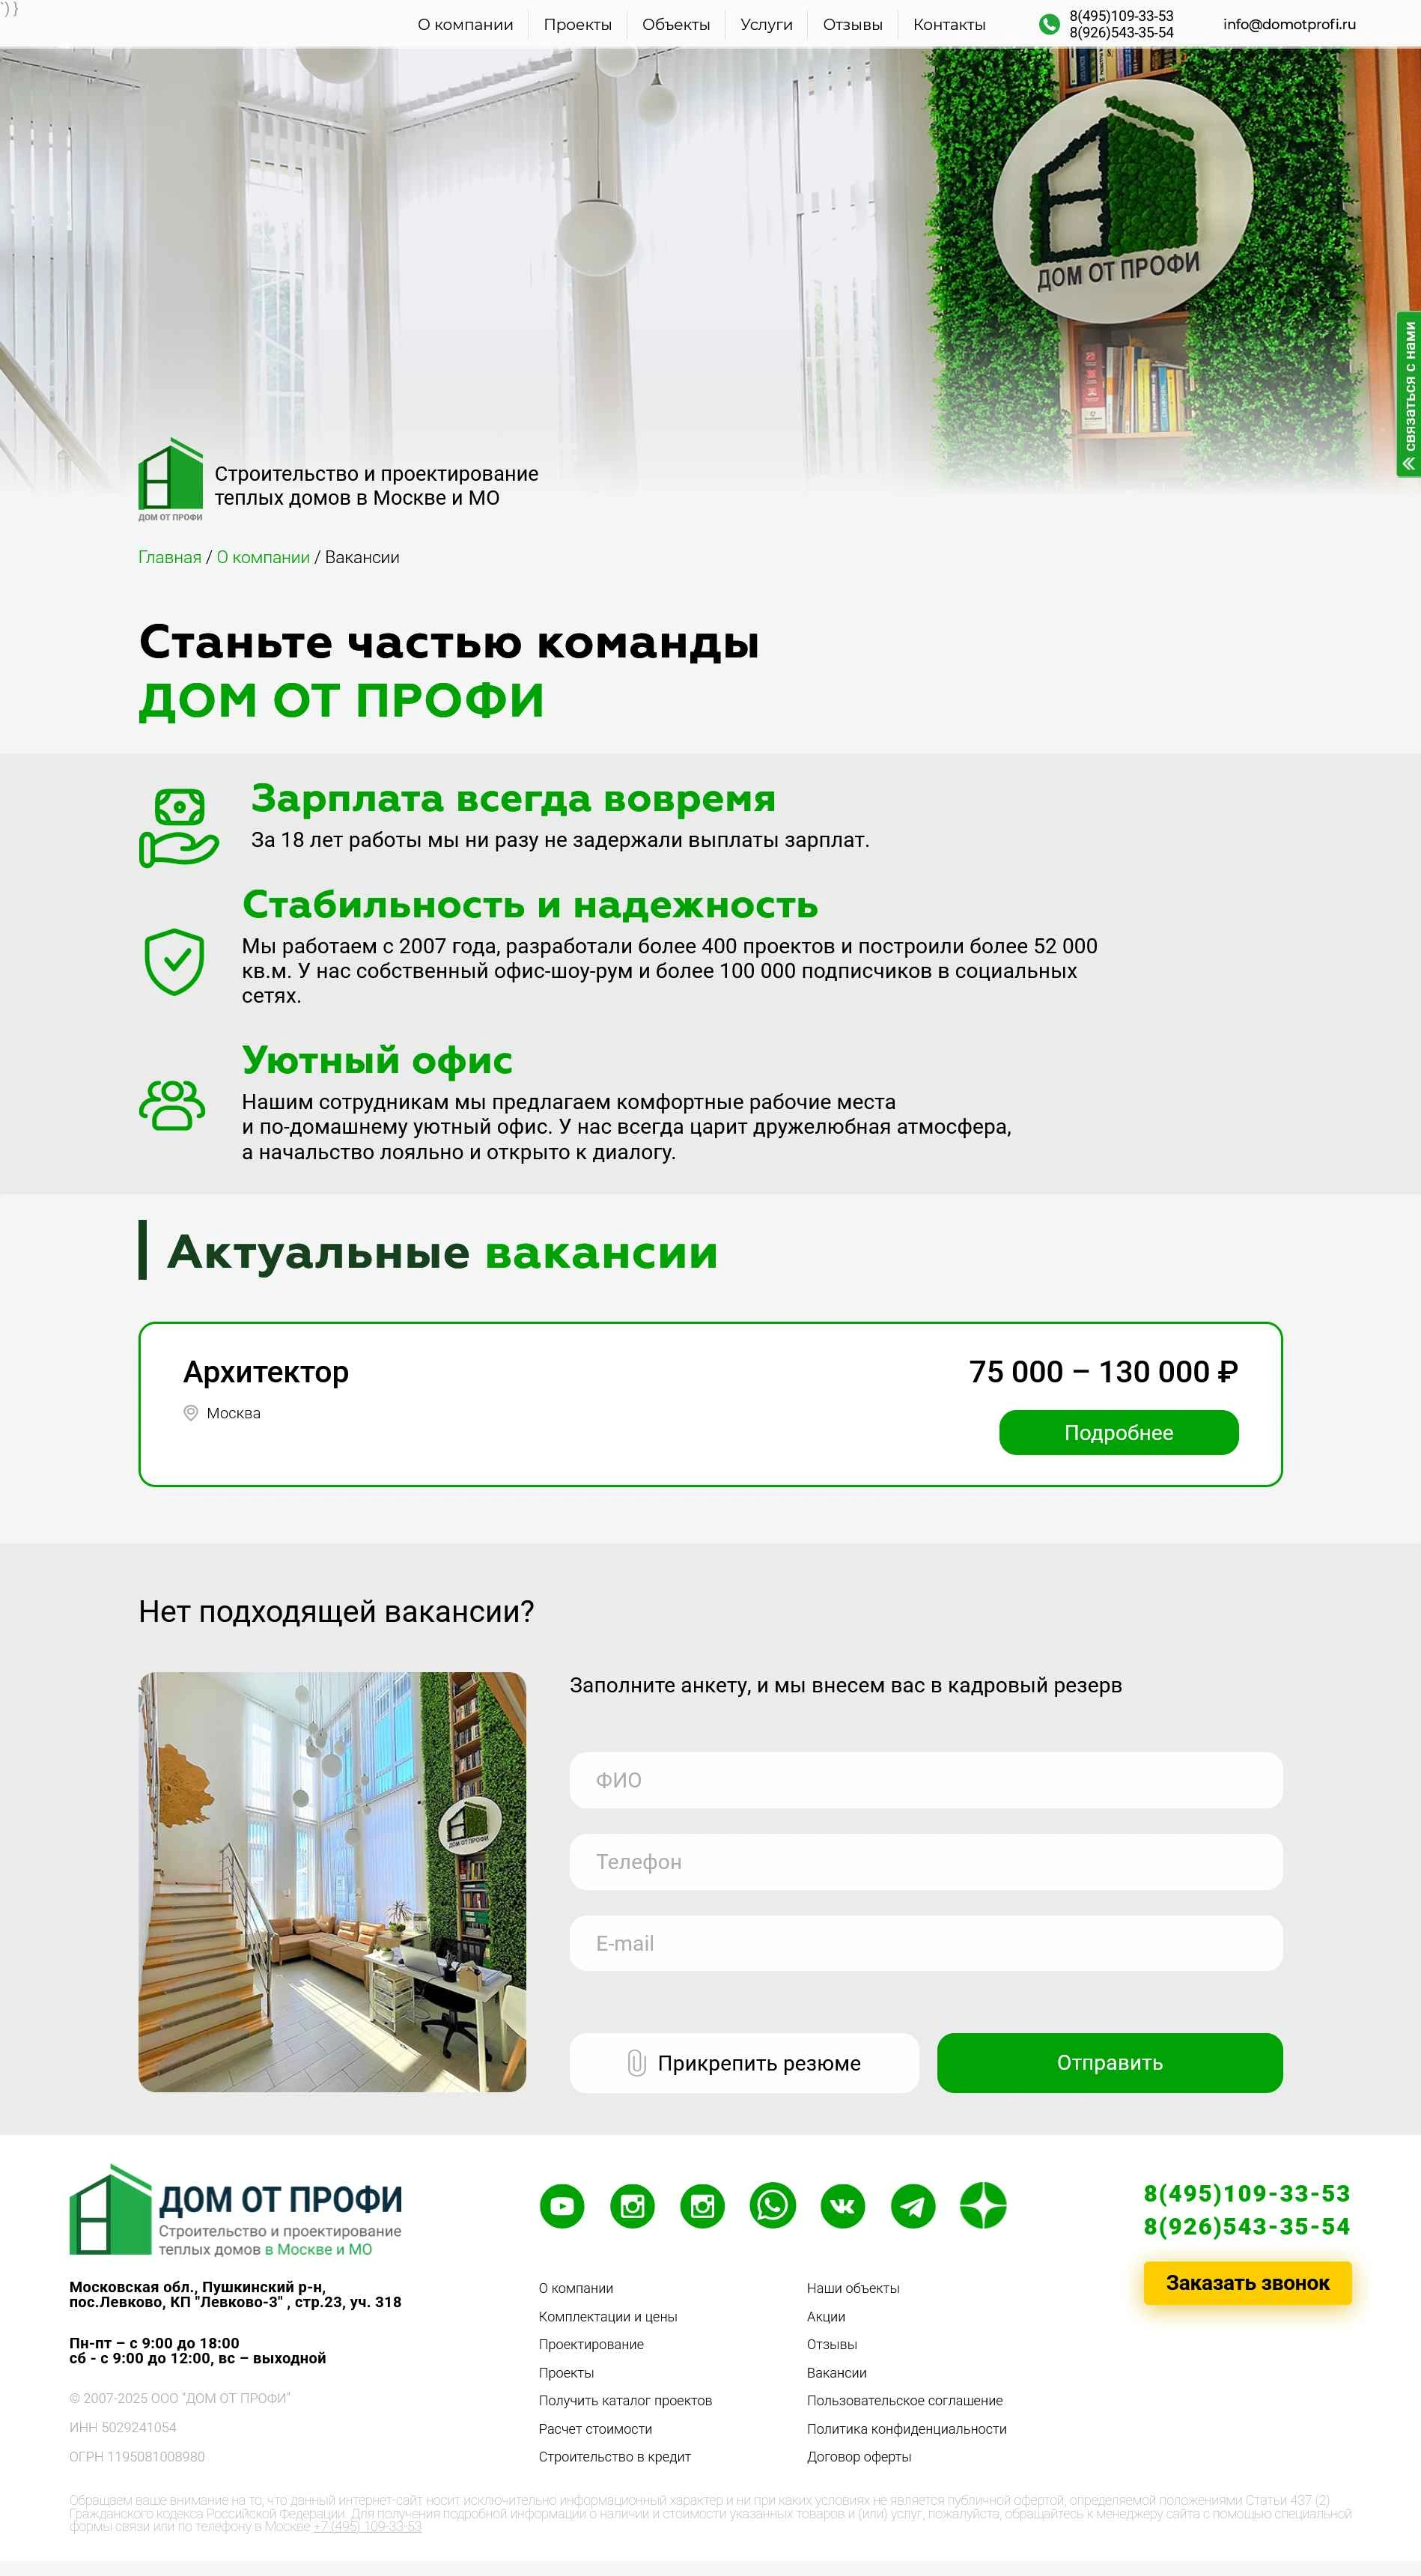 `) }
О компании
Проекты
Объекты
Услуги
Отзывы
Контакты
8(495)109-33-53
8(926)543-35-54
info@domotprofi.ru
ДОМ ОТ ПРОФИ
связаться с нами
ДОМ ОТ ПРОФИ
Строительство и проектирование
теплых домов в Москве и МО
Главная / О компании / Вакансии
Станьте частью команды
ДОМ ОТ ПРОФИ
Зарплата всегда вовремя
За 18 лет работы мы ни разу не задержали выплаты зарплат.
Стабильность и надежность
Мы работаем с 2007 года, разработали более 400 проектов и построили более 52 000
кв.м. У нас собственный офис-шоу-рум и более 100 000 подписчиков в социальных
сетях.
Уютный офис
Нашим сотрудникам мы предлагаем комфортные рабочие места
и по-домашнему уютный офис. У нас всегда царит дружелюбная атмосфера,
а начальство лояльно и открыто к диалогу.
Актуальные вакансии
Архитектор
75 000 – 130 000 ₽
Москва
Подробнее
Нет подходящей вакансии?
Заполните анкету, и мы внесем вас в кадровый резерв
ДОМ ОТ ПРОФИ
ФИО
Телефон
E-mail
Прикрепить резюме
Отправить
ДОМ ОТ ПРОФИ
Строительство и проектирование
теплых домов в Москве и МО
8(495)109-33-53
8(926)543-35-54
Заказать звонок
Московская обл., Пушкинский р-н,
пос.Левково, КП "Левково-3" , стр.23, уч. 318
Пн-пт – с 9:00 до 18:00
сб - с 9:00 до 12:00, вс – выходной
© 2007-2025 ООО "ДОМ ОТ ПРОФИ"
ИНН 5029241054
ОГРН 1195081008980
О компании
Комплектации и цены
Проектирование
Проекты
Получить каталог проектов
Расчет стоимости
Строительство в кредит
Наши объекты
Акции
Отзывы
Вакансии
Пользовательское соглашение
Политика конфиденциальности
Договор оферты
Обращаем ваше внимание на то, что данный интернет-сайт носит исключительно информационный характер и ни при каких условиях не является публичной офертой, определяемой положениями Статьи 437 (2)
Гражданского кодекса Российской Федерации. Для получения подробной информации о наличии и стоимости указанных товаров и (или) услуг, пожалуйста, обращайтесь к менеджеру сайта с помощью специальной
формы связи или по телефону в Москве +7 (495) 109-33-53